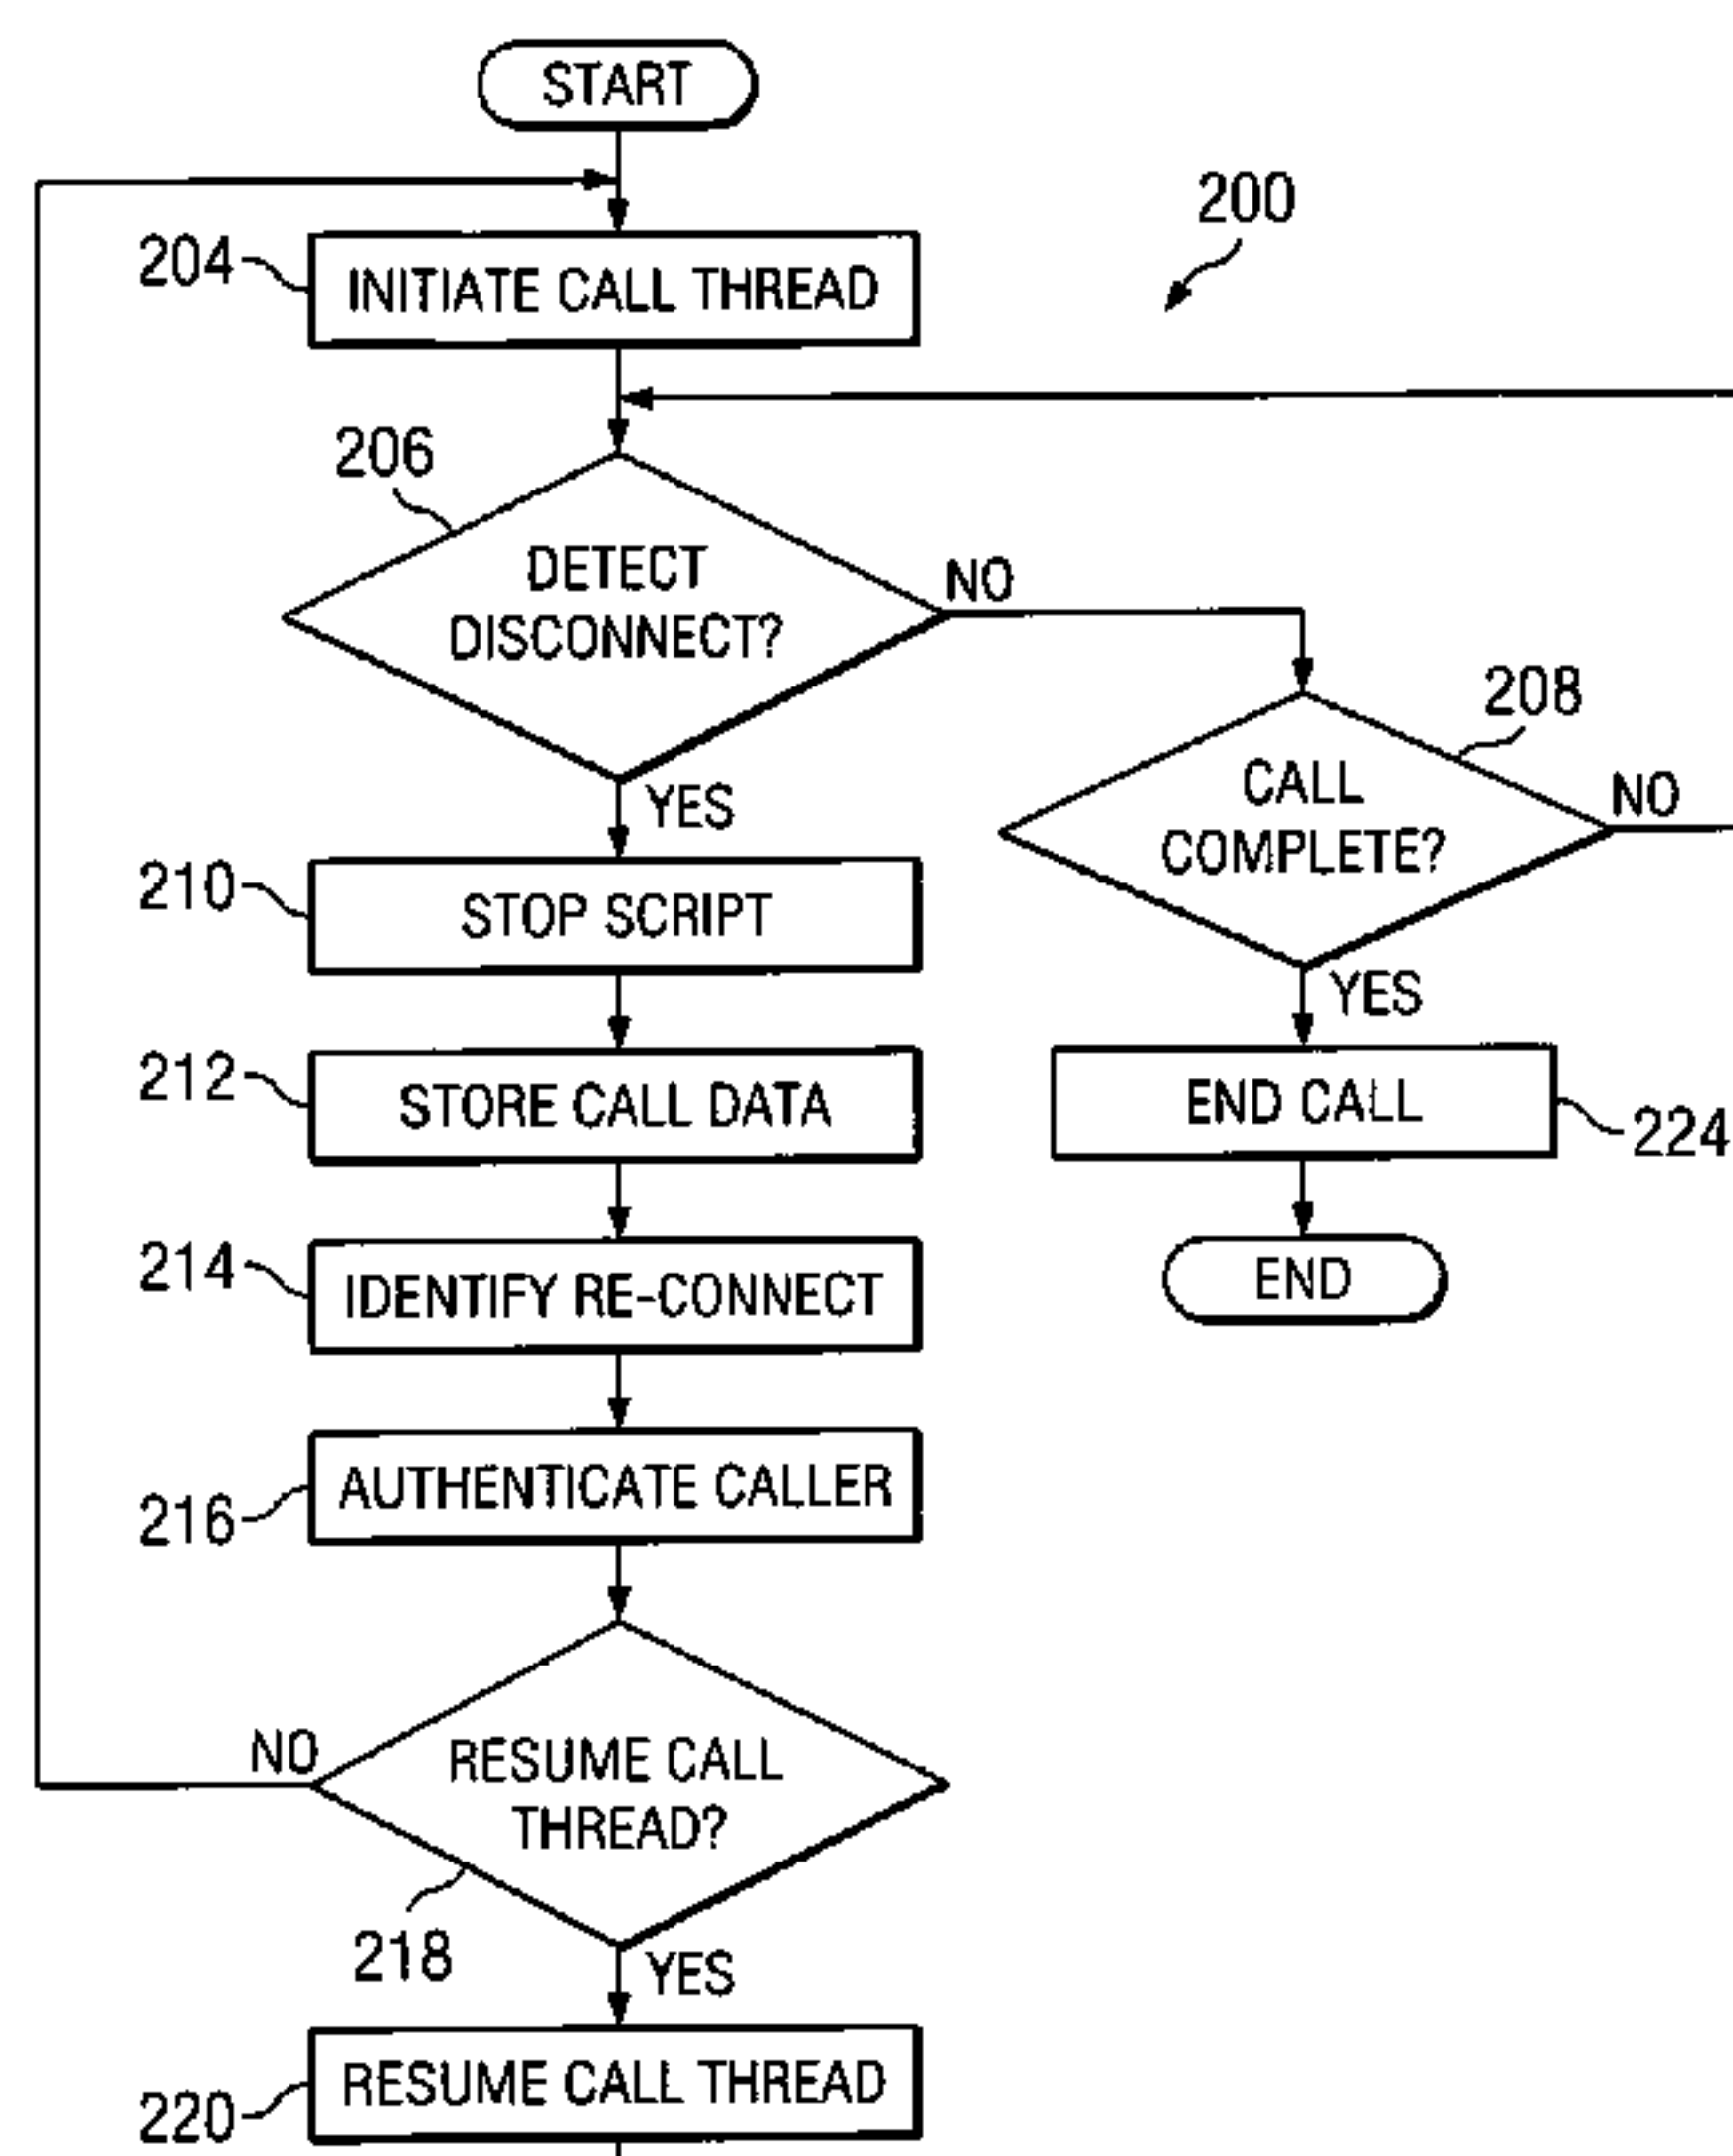 START
200
204
INITIATE CALL THREAD
206
DETECT
DISCONNECT?
NO
208
CALL
COMPLETE?
NO
YES
210
STOP SCRIPT
YES
212
STORE CALL DATA
END CALL
224
214
IDENTIFY RE-CONNECT
END
216
AUTHENTICATE CALLER
NO
RESUME CALL
THREAD?
218
YES
220
RESUME CALL THREAD